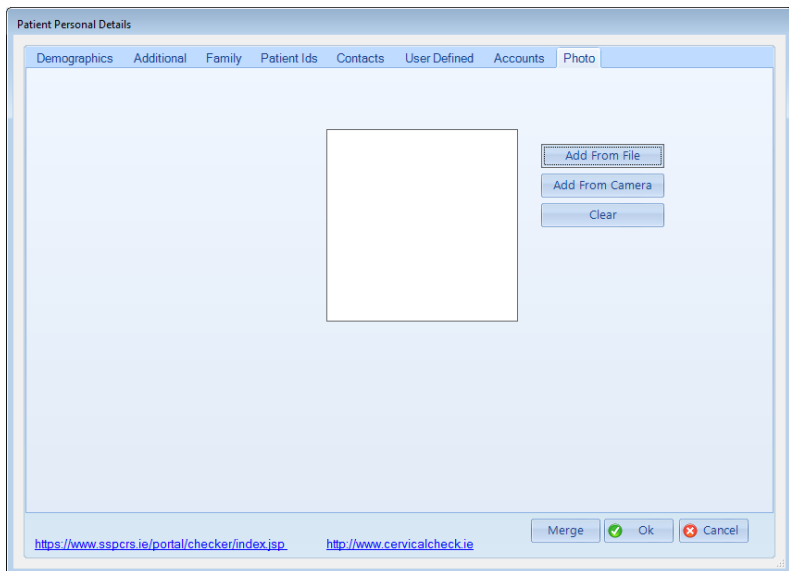 Patient Personal Details
Demographics Additional Family Patient Ids Contacts User Defined Accounts Photo
Add From File
Add From Camera
Clear
Merge Ok Cancel
https://www.sspcrs.ie/portal/checker/index.jsp http://www.cervicalcheck.ie